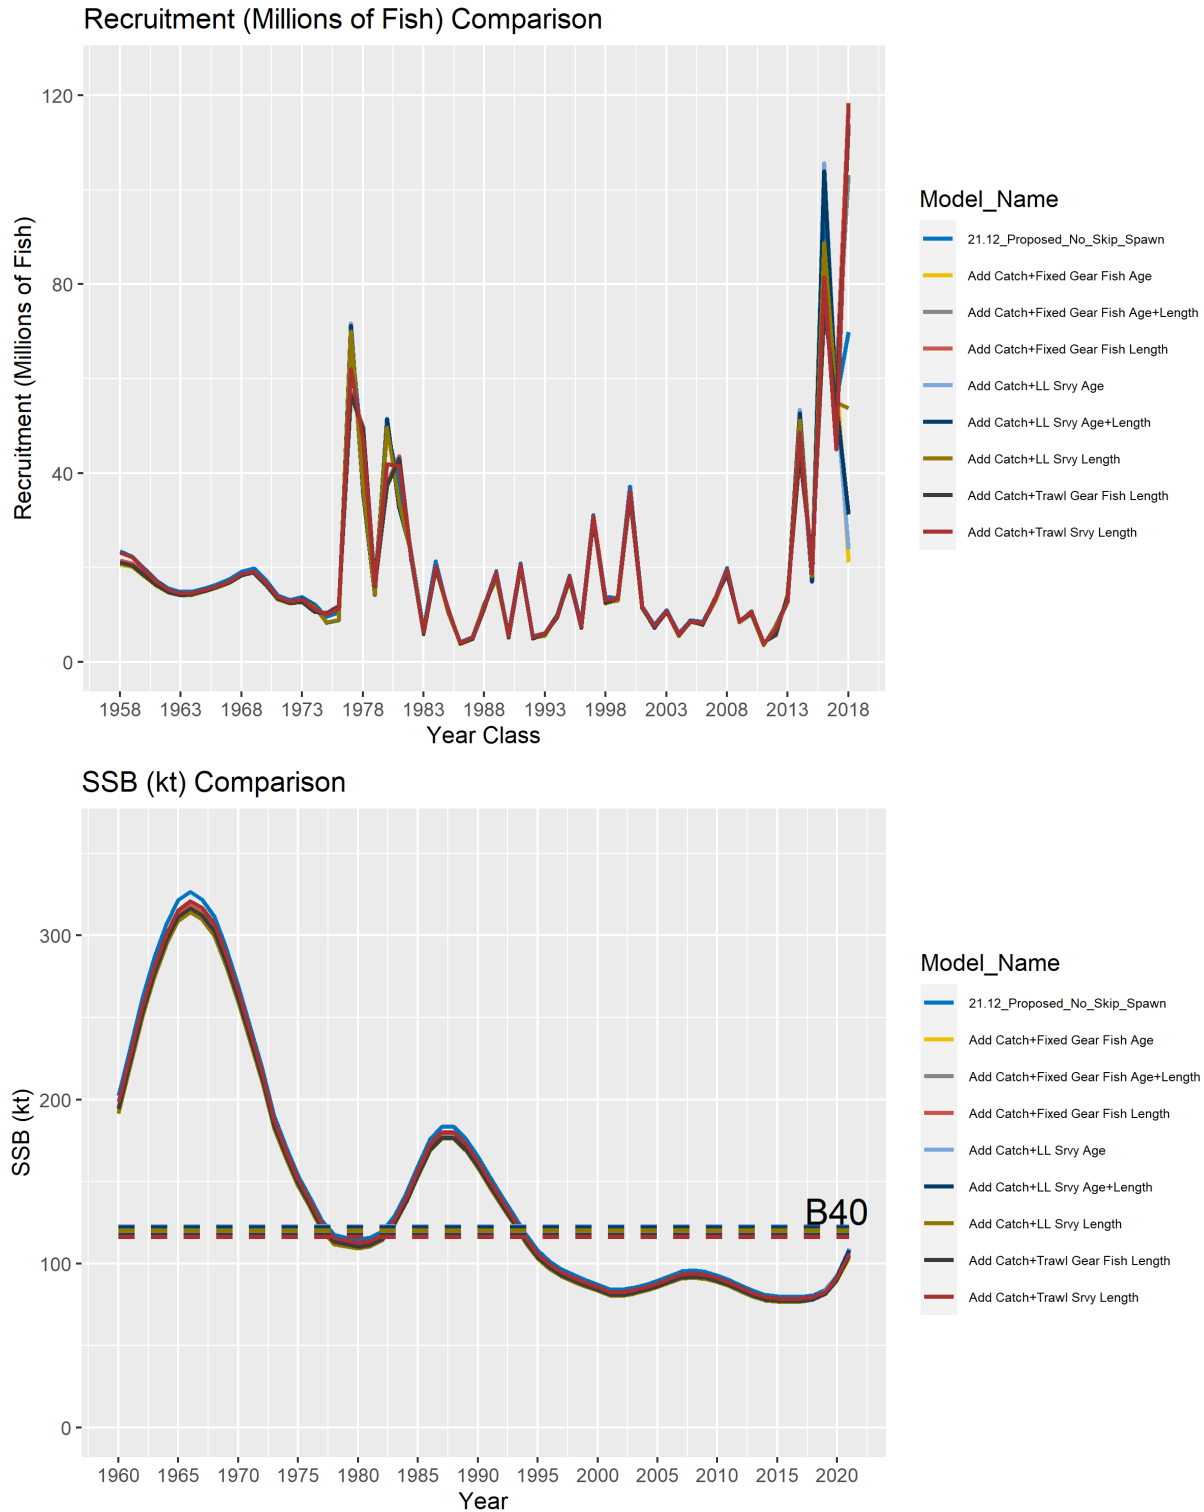 Recruitment (Millions of Fish) Comparison
Recruitment (Millions of Fish)
120
80
40
0
1958 1963 1968 1973 1978 1983 1988 1993 1998 2003 2008 2013 2018
Year Class
Model_Name
21.12_Proposed_No_Skip_Spawn
Add Catch+Fixed Gear Fish Age
Add Catch+Fixed Gear Fish Age+Length
Add Catch+Fixed Gear Fish Length
Add Catch+LL Srvy Age
Add Catch+LL Srvy Age+Length
Add Catch+LL Srvy Length
Add Catch+Trawl Gear Fish Length
Add Catch+Trawl Srvy Length
SSB (kt) Comparison
SSB (kt)
300
200
100
0
B40
1960 1965 1970 1975 1980 1985 1990 1995 2000 2005 2010 2015 2020
Year
Model_Name
21.12_Proposed_No_Skip_Spawn
Add Catch+Fixed Gear Fish Age
Add Catch+Fixed Gear Fish Age+Length
Add Catch+Fixed Gear Fish Length
Add Catch+LL Srvy Age
Add Catch+LL Srvy Age+Length
Add Catch+LL Srvy Length
Add Catch+Trawl Gear Fish Length
Add Catch+Trawl Srvy Length